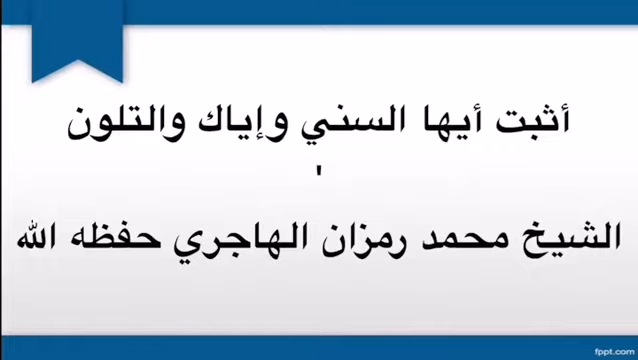 أثبت أيها السني وإياك والتلون
'
الشيخ محمد رمزان الهاجري حفظه الله
fppt.com